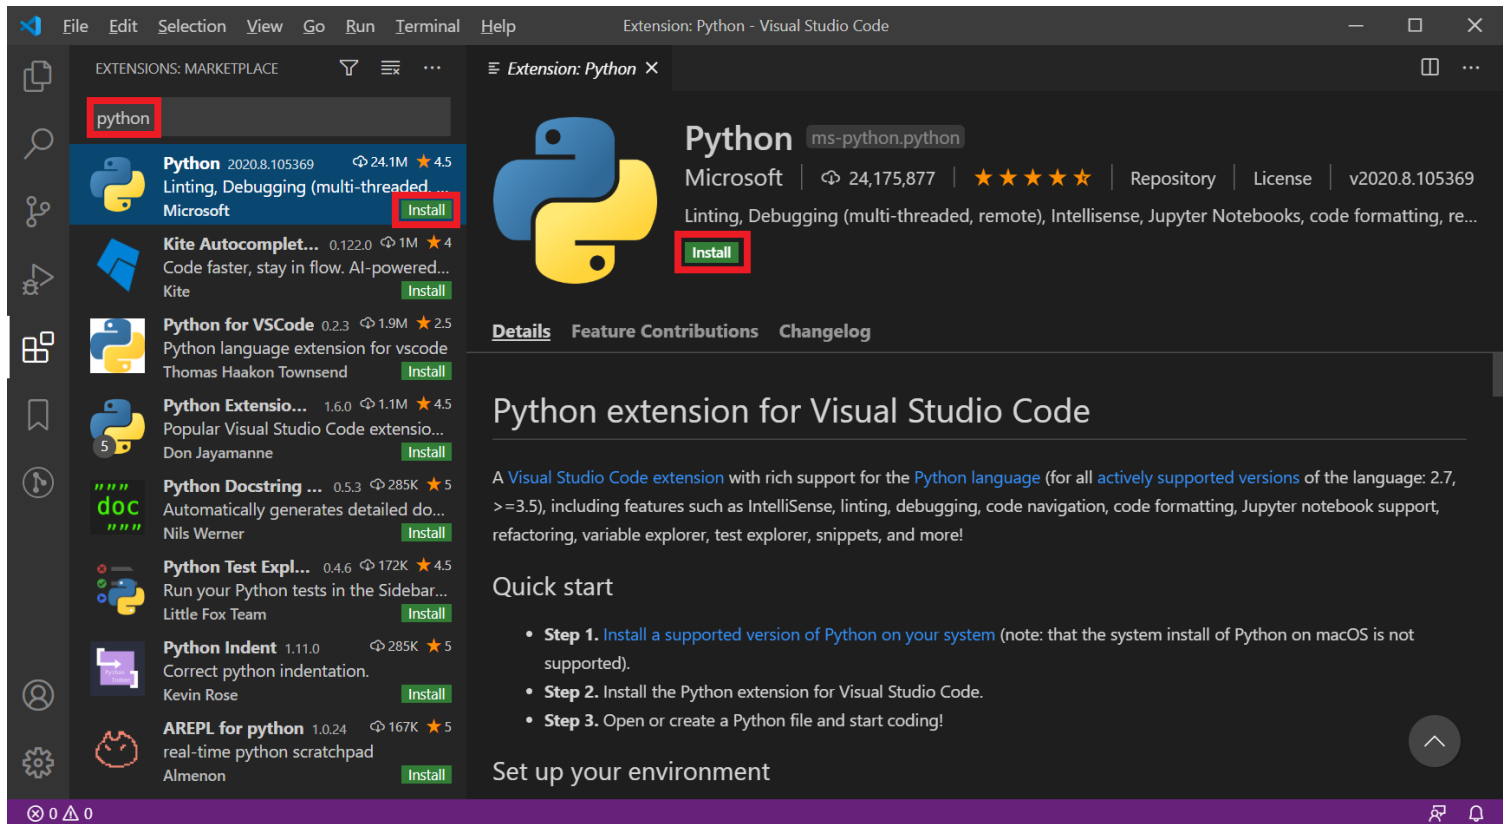 File Edit Selection View Go Run Terminal Help
Extension: Python - Visual Studio Code
EXTENSIONS: MARKETPLACE
python
Python 2020.8.105369 24.1M 4.5
Linting, Debugging (multi-threaded, ...
Microsoft Install
Kite Autocomplet... 0.122.0 1M 4
Code faster, stay in flow. AI-powered...
Kite Install
Python for VSCode 0.2.3 1.9M 2.5
Python language extension for vscode
Thomas Haakon Townsend Install
Python Extensio... 1.6.0 1.1M 4.5
Popular Visual Studio Code extensio...
5
Don Jayamanne Install
Python Docstring ... 0.5.3 285K 5
"""
doc
"""
Automatically generates detailed do...
Nils Werner Install
Python Test Expl... 0.4.6 172K 4.5
Run your Python tests in the Sidebar...
Little Fox Team Install
Python Indent 1.11.0 285K 5
Python
Indent
Correct python indentation.
Kevin Rose Install
AREPL for python 1.0.24 167K 5
real-time python scratchpad
Almenon Install
Extension: Python
Python ms-python.python
Microsoft 24,175,877 Repository License v2020.8.105369
Linting, Debugging (multi-threaded, remote), Intellisense, Jupyter Notebooks, code formatting, re...
Install
Details Feature Contributions Changelog
Python extension for Visual Studio Code
A Visual Studio Code extension with rich support for the Python language (for all actively supported versions of the language: 2.7,
>=3.5), including features such as IntelliSense, linting, debugging, code navigation, code formatting, Jupyter notebook support,
refactoring, variable explorer, test explorer, snippets, and more!
Quick start
• Step 1. Install a supported version of Python on your system (note: that the system install of Python on macOS is not
supported).
• Step 2. Install the Python extension for Visual Studio Code.
• Step 3. Open or create a Python file and start coding!
Set up your environment
0 0